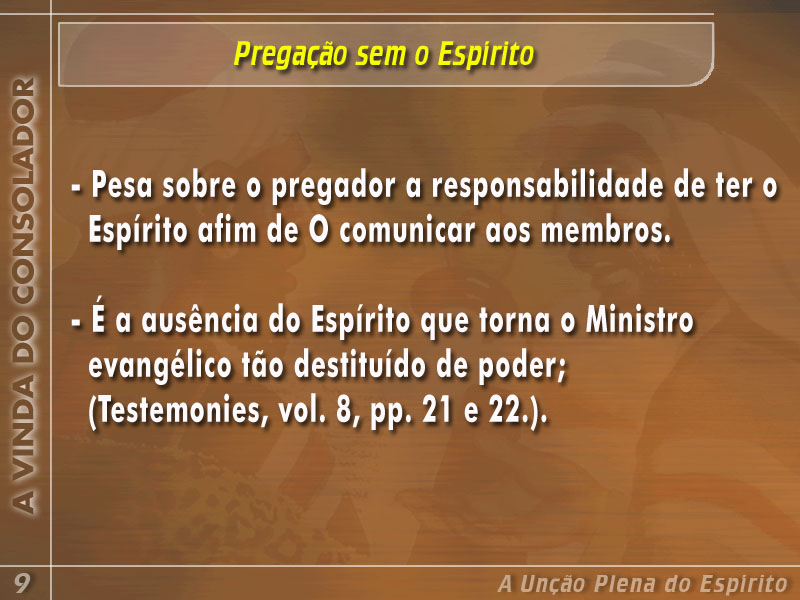 Pregação sem o Espírito
A VINDA DO CONSOLADOR
- Pesa sobre o pregador a responsabilidade de ter o
Espírito afim de O comunicar aos membros.
- É a ausência do Espírito que torna o Ministro
evangélico tão destituído de poder;
(Testemonies, vol. 8, pp. 21 e 22.).
9
A Unção Plena do Espírito